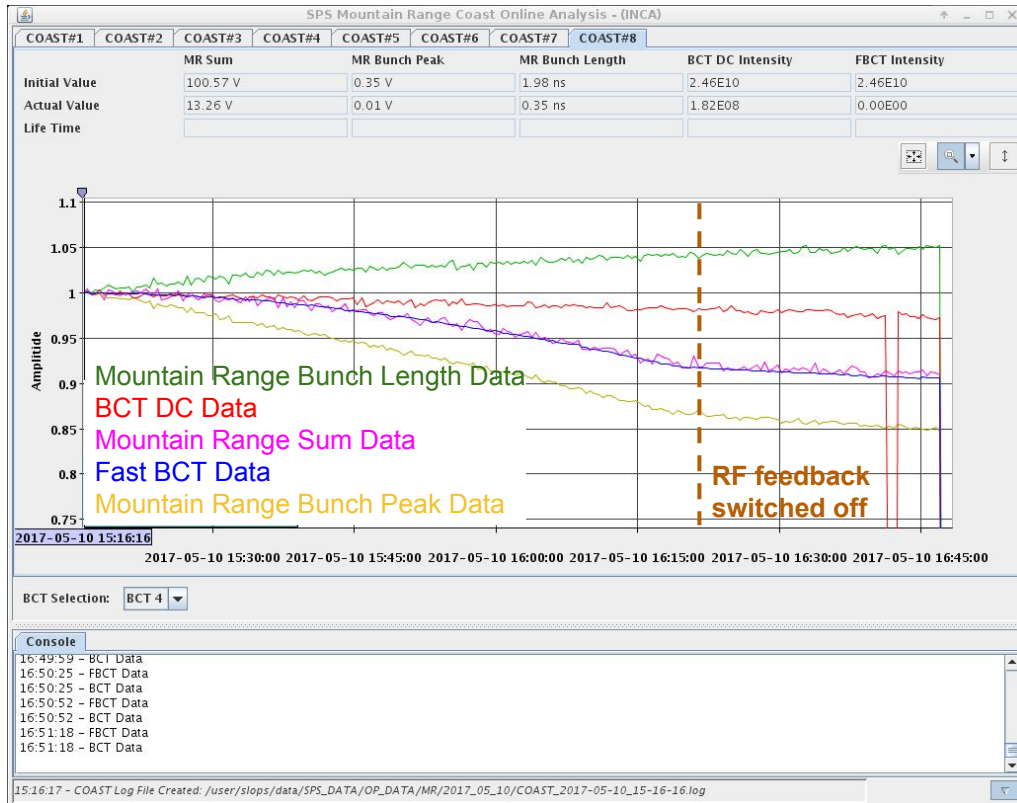 SPS Mountain Range Coast Online Analysis - (INCA)
COAST#1 COAST#2 COAST#3 COAST#4 COAST#5 COAST#6 COAST#7 COAST#8
MR Sum MR Bunch Peak MR Bunch Length BCT DC Intensity FBCT Intensity
Initial Value 100.57 V 0.35 V 1.98 ns 2.46E10 2.46E10
Actual Value 13.26 V 0.01 V 0.35 ns 1.82E08 0.00E00
Life Time
1.1
1.05
1
0.95
0.9
0.85
0.8
0.75
Amplitide
Mountain Range Bunch Length Data
BCT DC Data
Mountain Range Sum Data
Fast BCT Data
Mountain Range Bunch Peak Data
RF feedback
switched off
2017-05-10 15:16:16
2017-05-10 15:30:00 2017-05-10 15:45:00 2017-05-10 16:00:00 2017-05-10 16:15:00 2017-05-10 16:30:00 2017-05-10 16:45:00
BCT Selection: BCT 4
Console
16:49:59 - BCT Data
16:50:25 - FBCT Data
16:50:25 - BCT Data
16:50:52 - FBCT Data
16:50:52 - BCT Data
16:51:18 - FBCT Data
16:51:18 - BCT Data
15:16:17 - COAST Log File Created: /user/slops/data/SPS_DATA/OP_DATA/MR/2017_05_10/COAST_2017-05-10_15-16-16.log